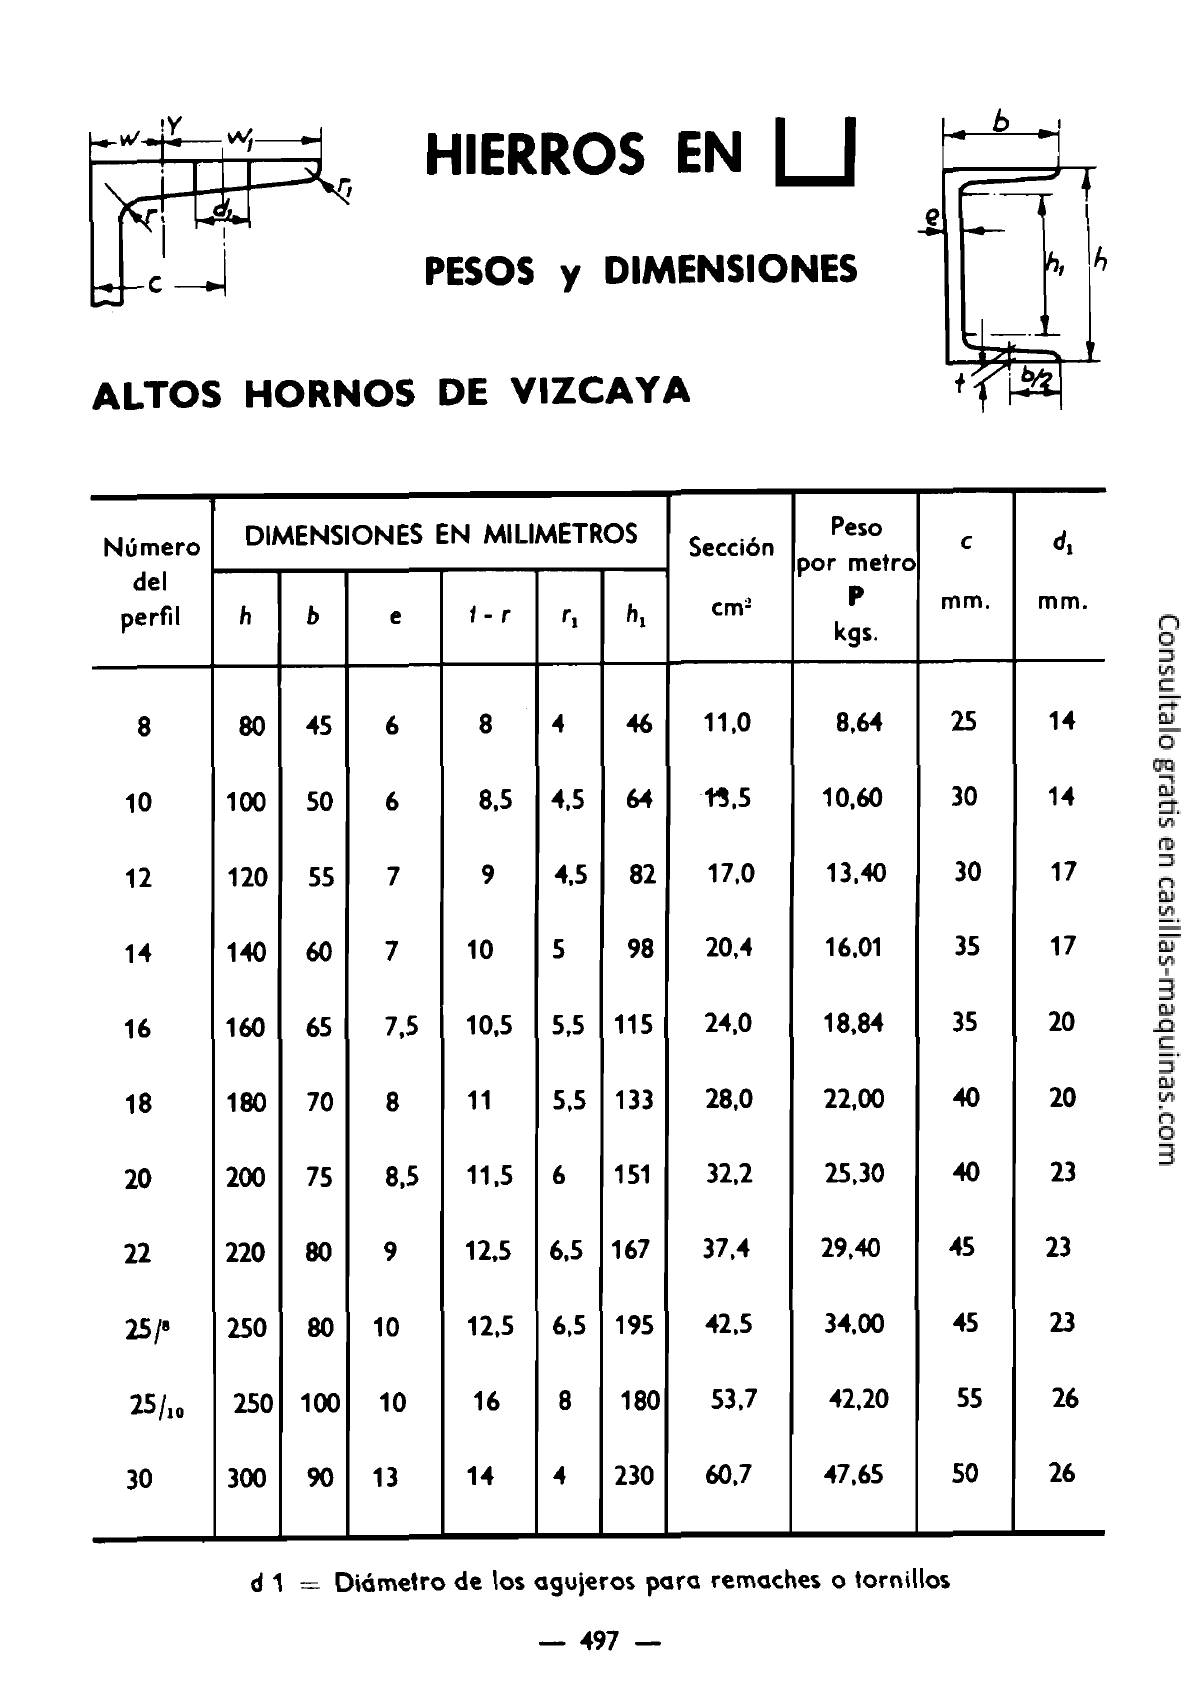 w Y w₁
r d₁ r₁
c
HIERROS EN
b
e h₁ h
t b/2
PESOS y DIMENSIONES
ALTOS HORNOS DE VIZCAYA
Número del perfil DIMENSIONES EN MILIMETROS Sección cm² Peso por metro P kgs. c mm. d₁ mm.
h b e t - r r₁ h₁
8 80 45 6 8 4 46 11,0 8,64 25 14
10 100 50 6 8,5 4,5 64 13,5 10,60 30 14
12 120 55 7 9 4,5 82 17,0 13,40 30 17
14 140 60 7 10 5 98 20,4 16,01 35 17
16 160 65 7,5 10,5 5,5 115 24,0 18,84 35 20
18 180 70 8 11 5,5 133 28,0 22,00 40 20
20 200 75 8,5 11,5 6 151 32,2 25,30 40 23
22 220 80 9 12,5 6,5 167 37,4 29,40 45 23
25/⁸ 250 80 10 12,5 6,5 195 42,5 34,00 45 23
25/₁₀ 250 100 10 16 8 180 53,7 42,20 55 26
30 300 90 13 14 4 230 60,7 47,65 50 26
d 1 = Diámetro de los agujeros para remaches o tornillos
— 497 —
Consultalo gratis en casillas-maquinas.com